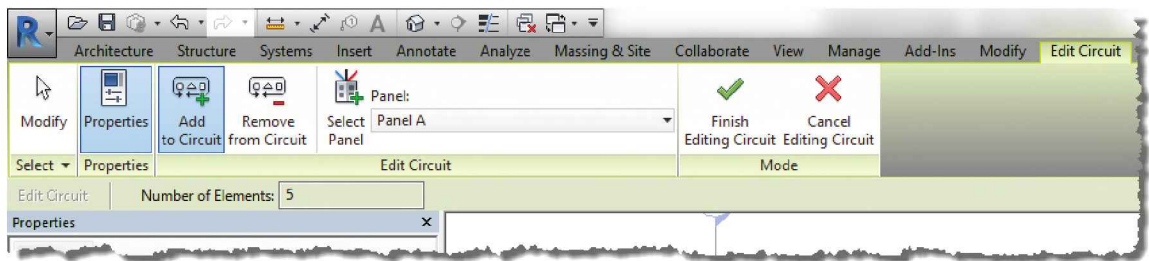 R
A
Architecture Structure Systems Insert Annotate Analyze Massing & Site Collaborate View Manage Add-Ins Modify Edit Circuit
Modify Properties Add to Circuit Remove from Circuit Select Panel Panel: Panel A Finish Editing Circuit Cancel Editing Circuit
Select Properties Edit Circuit Mode
Edit Circuit Number of Elements: 5
Properties